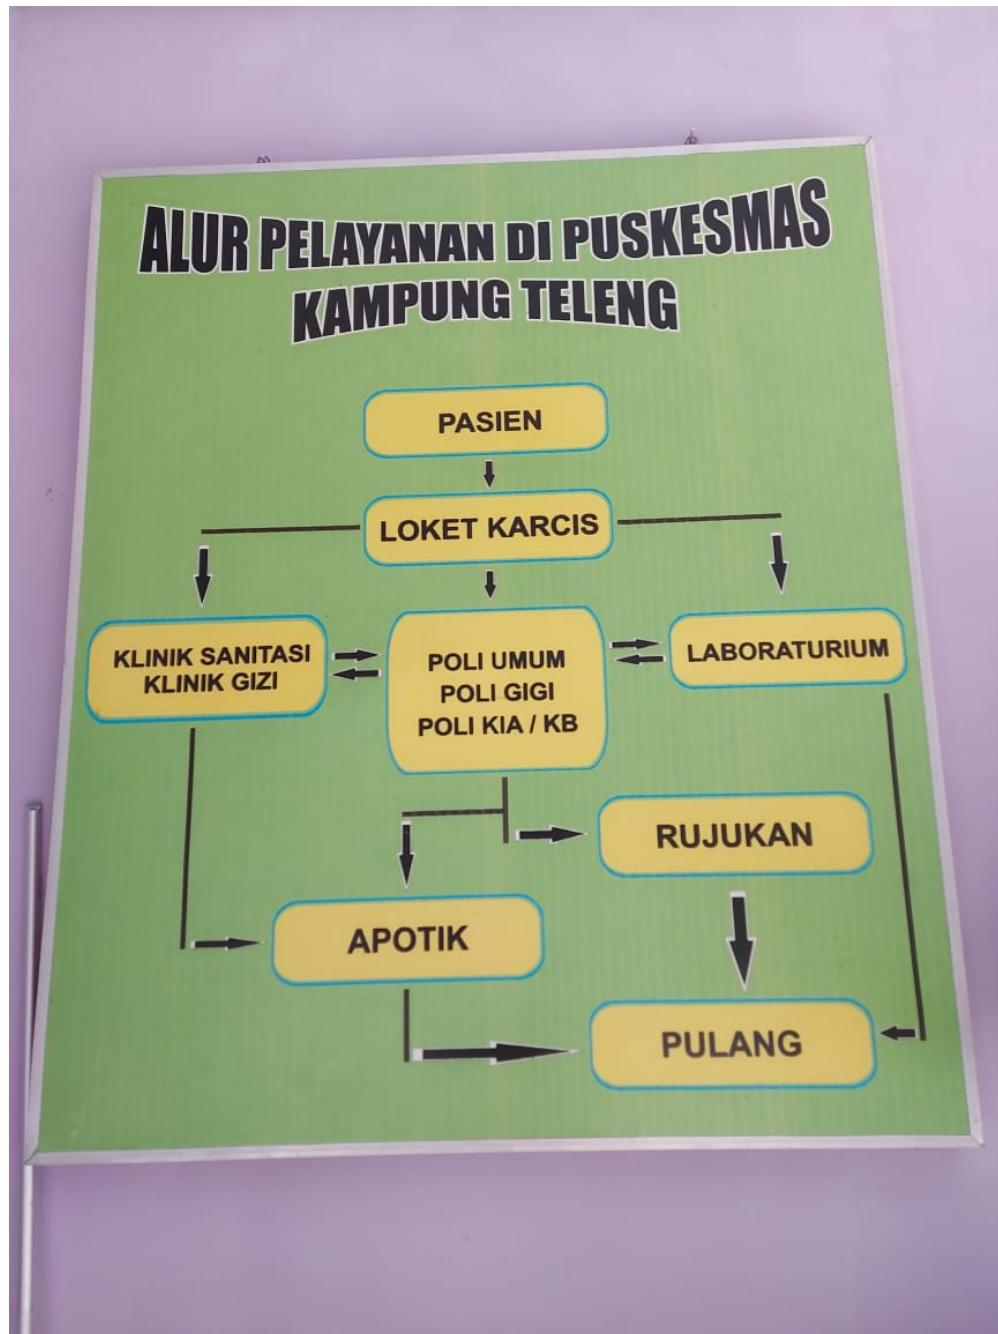 ALUR PELAYANAN DI PUSKESMAS
KAMPUNG TELENG
PASIEN
LOKET KARCIS
KLINIK SANITASI
KLINIK GIZI
POLI UMUM
POLI GIGI
POLI KIA / KB
LABORATURIUM
RUJUKAN
APOTIK
PULANG